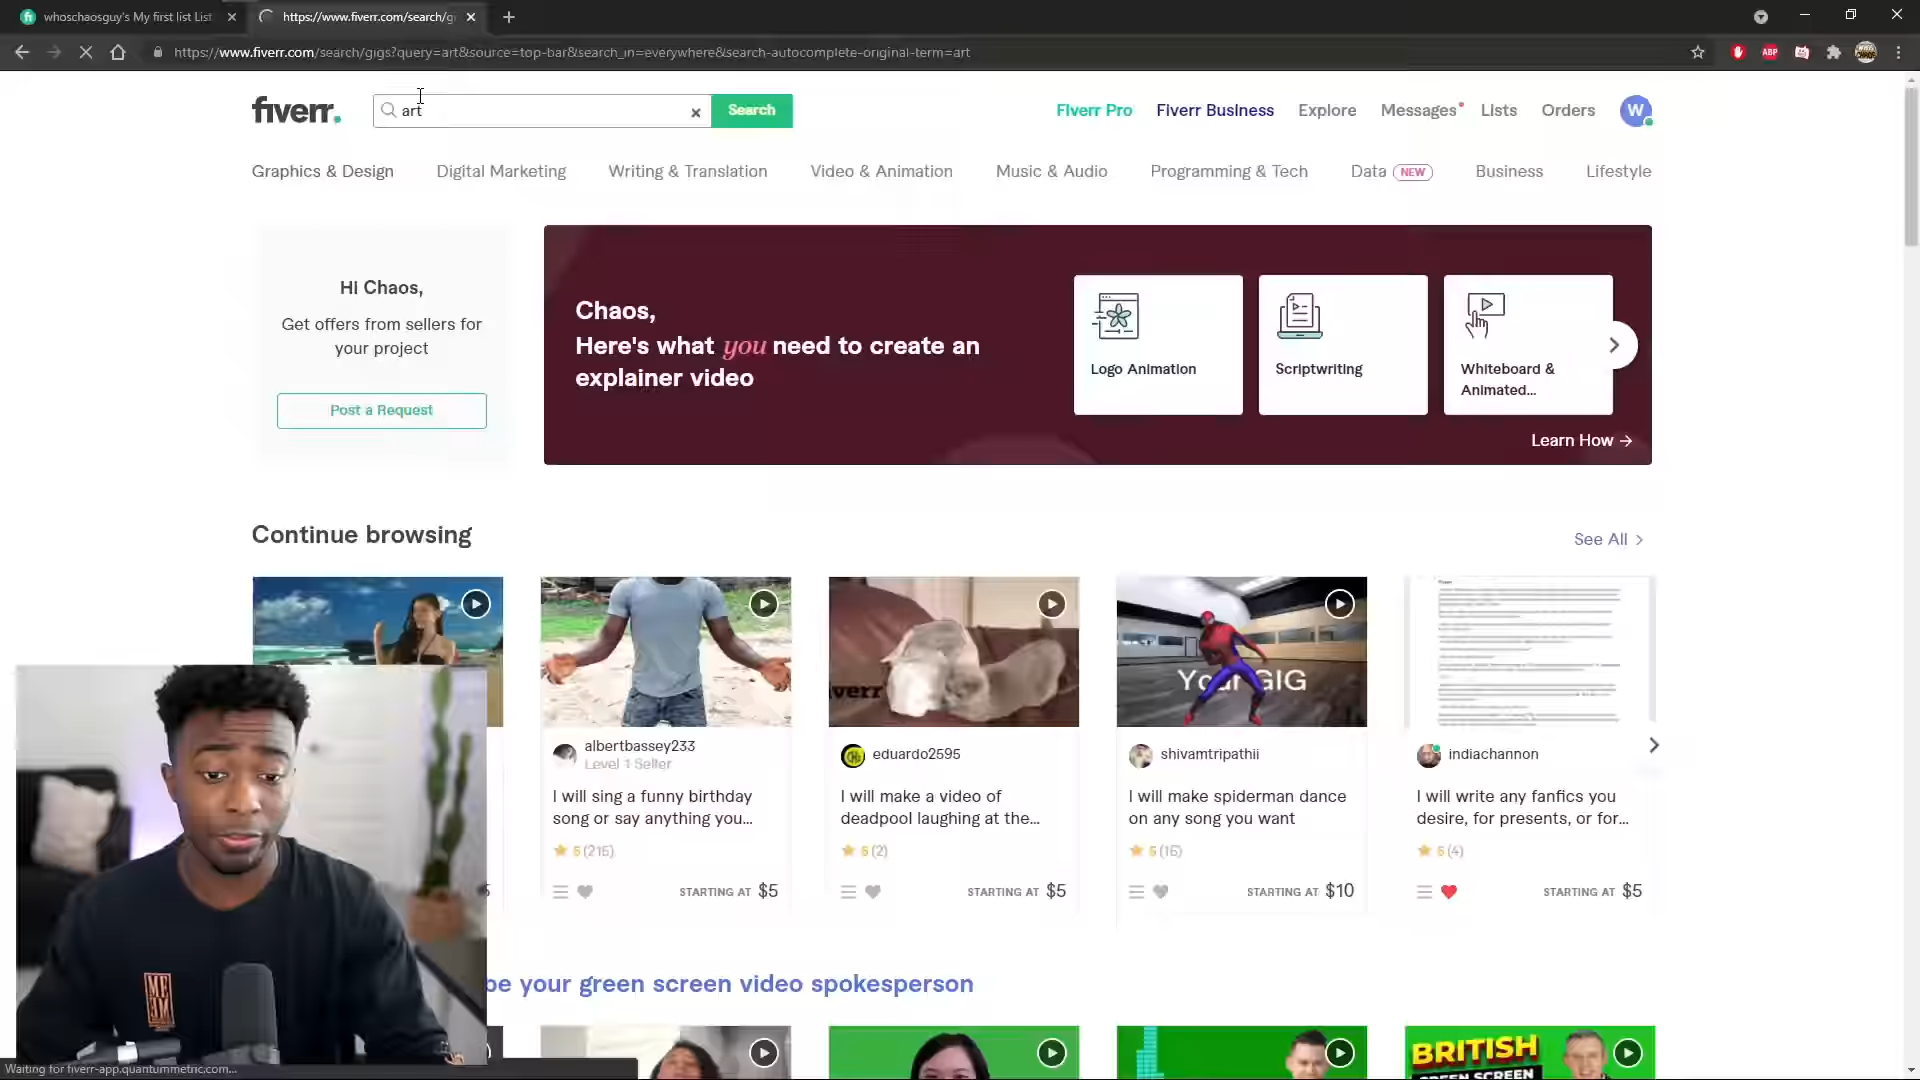 whoschaosguy's My first list List
https://www.fiverr.com/search/gi
https://www.fiverr.com/search/gigs?query=art&source=top-bar&search_in=everywhere&search-autocomplete-original-term=art
ABP
fiverr.
art
Search
Fiverr Pro
Fiverr Business
Explore
Messages
Lists
Orders
W
Graphics & Design
Digital Marketing
Writing & Translation
Video & Animation
Music & Audio
Programming & Tech
Data NEW
Business
Lifestyle
Hi Chaos,
Get offers from sellers for
your project
Post a Request
Chaos,
Here's what you need to create an
explainer video
Logo Animation
Scriptwriting
Whiteboard &
Animated...
Learn How →
Continue browsing
See All
iverr
Your GIG
albertbassey233
Level 1 Seller
I will sing a funny birthday
song or say anything you...
5 (215)
STARTING AT $5
eduardo2595
I will make a video of
deadpool laughing at the...
5 (2)
STARTING AT $5
shivamtripathii
I will make spiderman dance
on any song you want
5 (15)
STARTING AT $10
indiachannon
I will write any fanfics you
desire, for presents, or for...
5 (4)
STARTING AT $5
be your green screen video spokesperson
BRITISH
GREEN SCREEN
Waiting for fiverr-app.quantummetric.com...